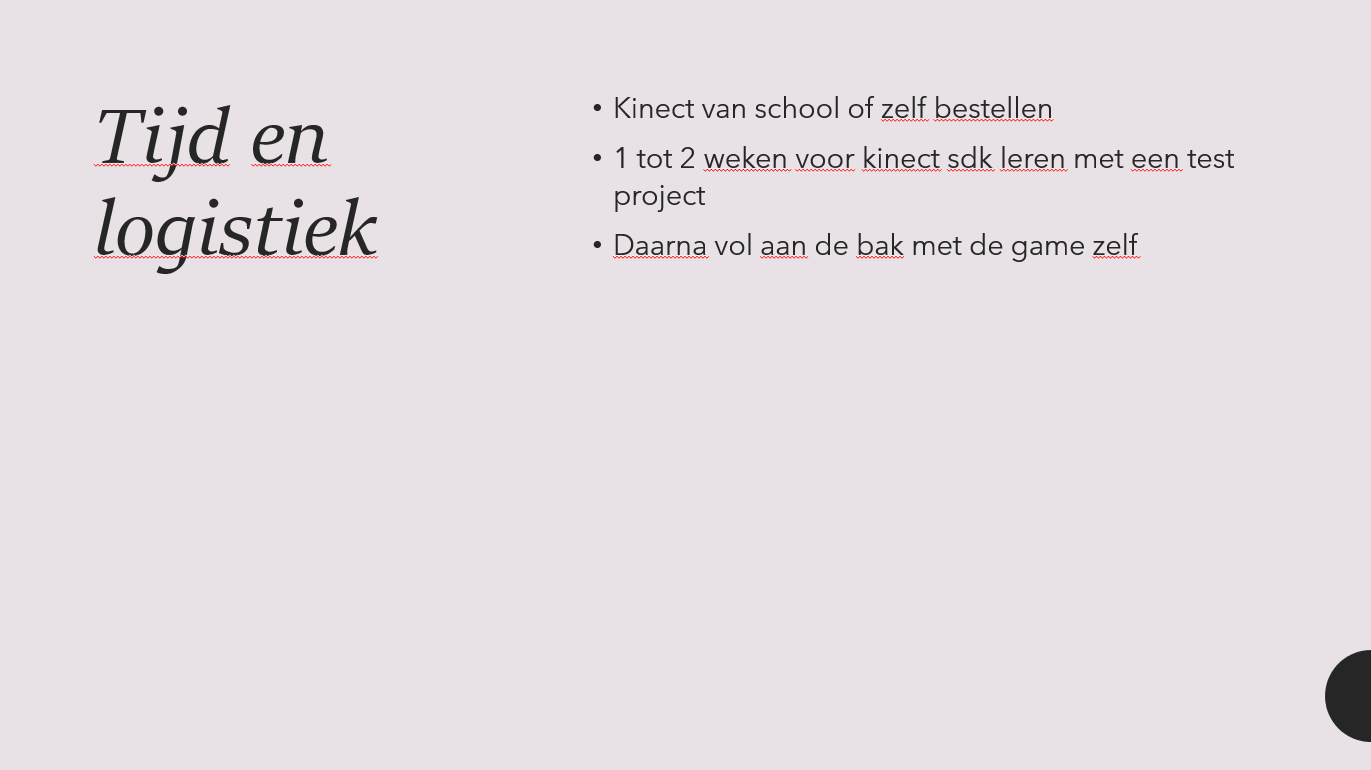 Tijd en
logistiek
• Kinect van school of zelf bestellen
• 1 tot 2 weken voor kinect sdk leren met een test
project
• Daarna vol aan de bak met de game zelf